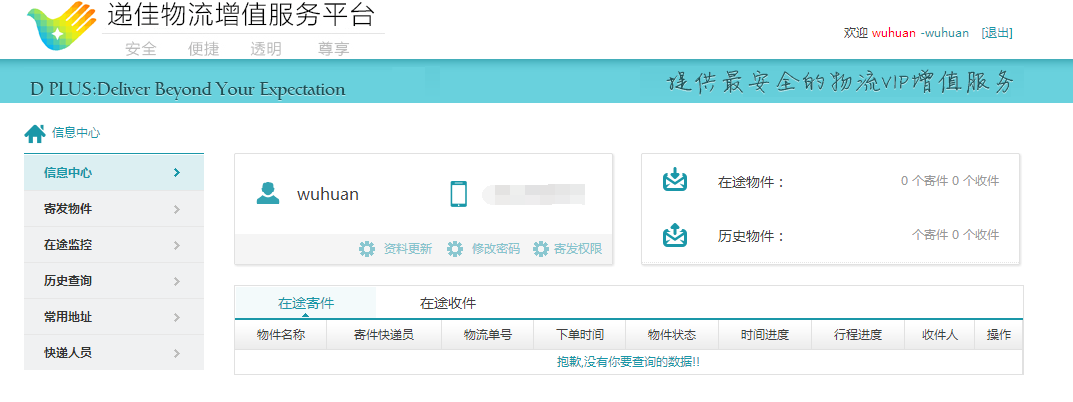 递佳物流增值服务平台
安全 便捷 透明 尊享
欢迎 wuhuan -wuhuan [退出]
D PLUS:Deliver Beyond Your Expectation
提供最安全的物流VIP增值服务
信息中心
信息中心
寄发物件
在途监控
历史查询
常用地址
快递人员
wuhuan
资料更新 修改密码 寄发权限
在途物件： 0 个寄件 0 个收件
历史物件： 个寄件 0 个收件
在途寄件 在途收件
物件名称 寄件快递员 物流单号 下单时间 物件状态 时间进度 行程进度 收件人 操作
抱歉,没有你要查询的数据!!